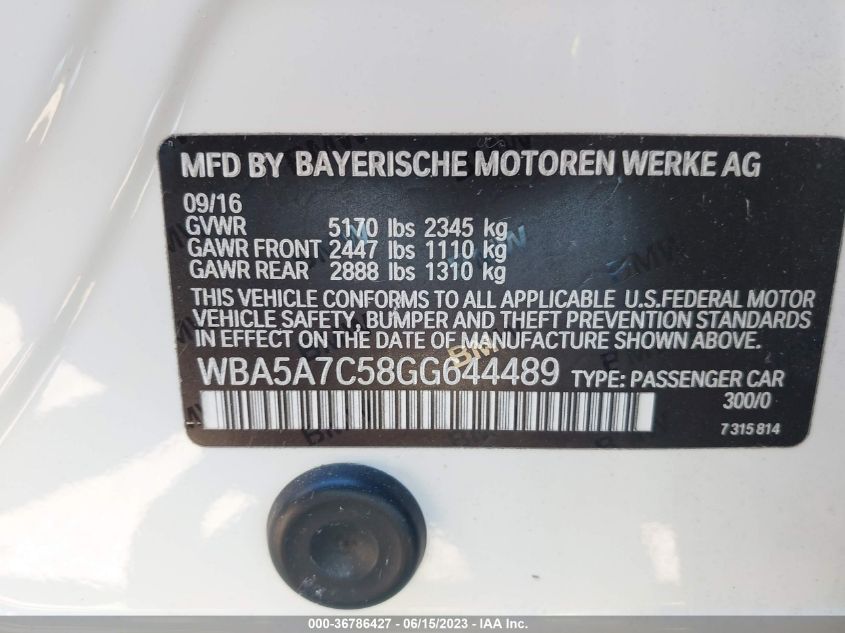 MFD BY BAYERISCHE MOTOREN WERKE AG
09/16
GVWR 5170 lbs 2345 kg
GAWR FRONT 2447 lbs 1110 kg
GAWR REAR 2888 lbs 1310 kg
THIS VEHICLE CONFORMS TO ALL APPLICABLE U.S.FEDERAL MOTOR
VEHICLE SAFETY, BUMPER AND THEFT PREVENTION STANDARDS
IN EFFECT ON THE DATE OF MANUFACTURE SHOWN ABOVE.
WBA5A7C58GG644489 TYPE: PASSENGER CAR
300/0
7 315 814
000-36786427 - 06/15/2023 - IAA Inc.